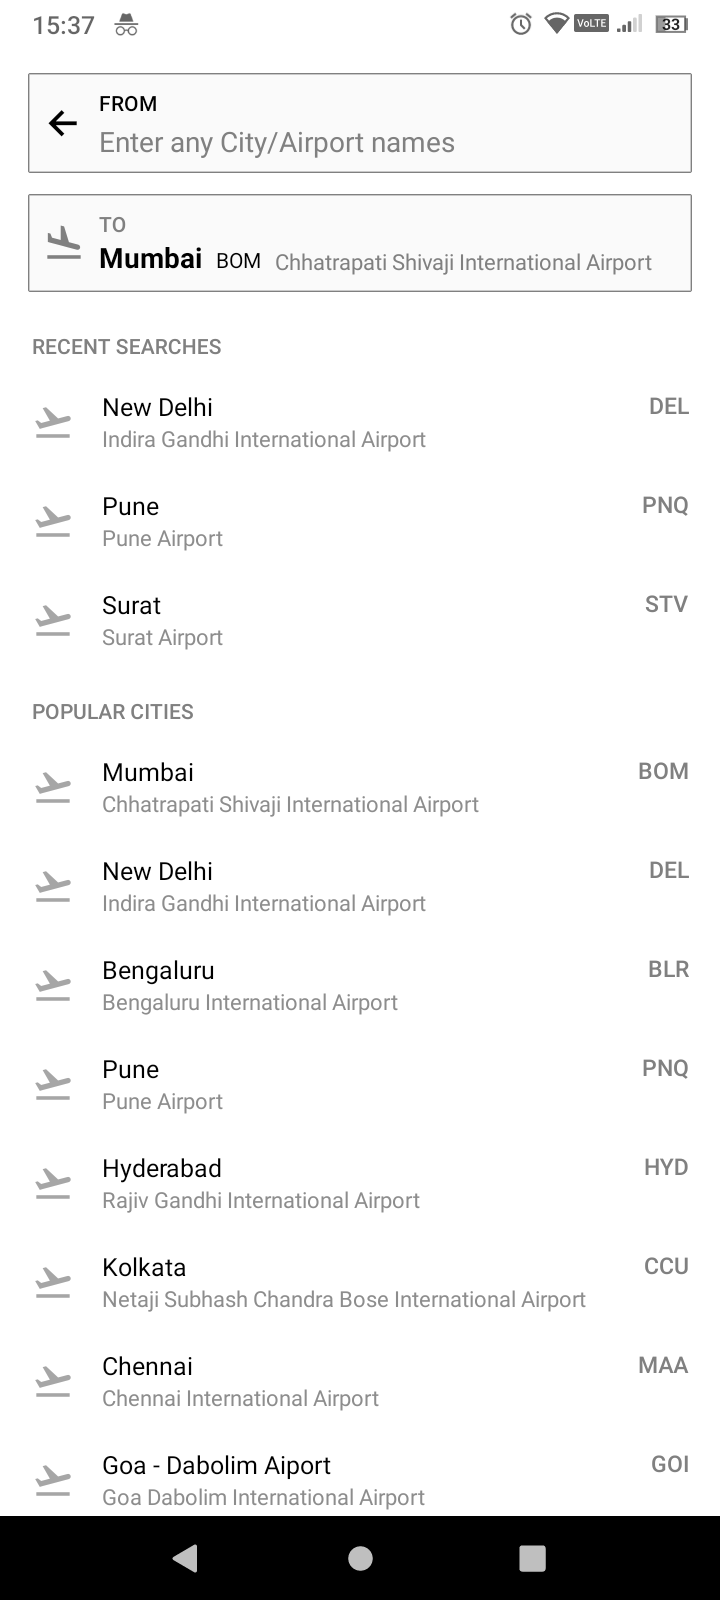 15:37
VoLTE
33
FROM
Enter any City/Airport names
TO
Mumbai BOM Chhatrapati Shivaji International Airport
RECENT SEARCHES
New Delhi DEL
Indira Gandhi International Airport
Pune PNQ
Pune Airport
Surat STV
Surat Airport
POPULAR CITIES
Mumbai BOM
Chhatrapati Shivaji International Airport
New Delhi DEL
Indira Gandhi International Airport
Bengaluru BLR
Bengaluru International Airport
Pune PNQ
Pune Airport
Hyderabad HYD
Rajiv Gandhi International Airport
Kolkata CCU
Netaji Subhash Chandra Bose International Airport
Chennai MAA
Chennai International Airport
Goa - Dabolim Aiport GOI
Goa Dabolim International Airport